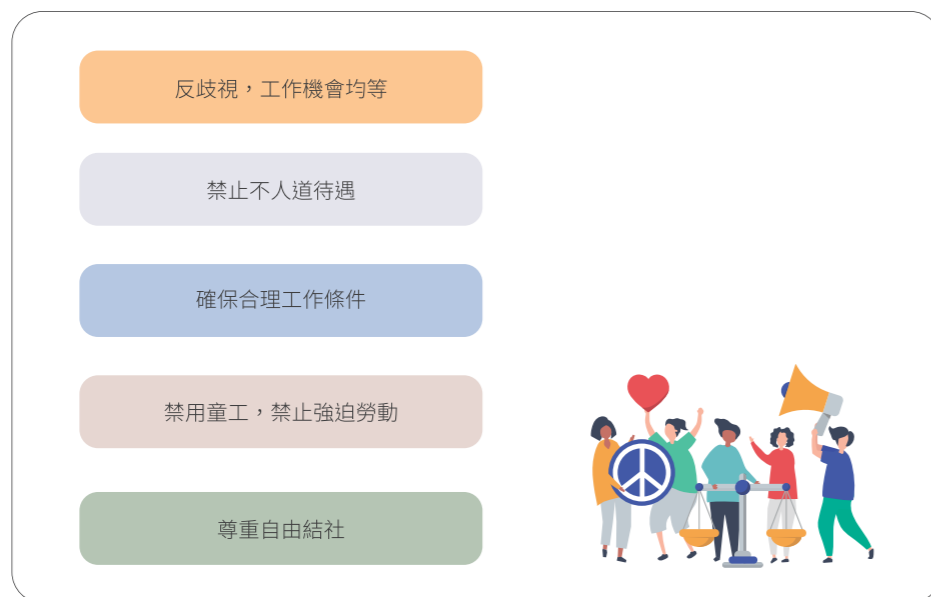 反歧視，工作機會均等
禁止不人道待遇
確保合理工作條件
禁用童工，禁止強迫勞動
尊重自由結社